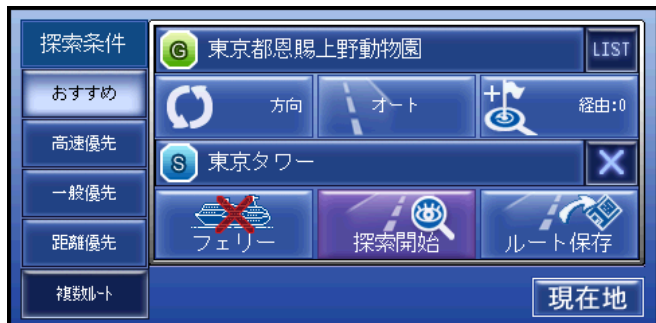 探索条件
G 東京都恩賜上野動物園 LIST
おすすめ
方向 オート 経由:0
高速優先
S 東京タワー
一般優先
フェリー 探索開始 ルート保存
距離優先
複数ルート
現在地